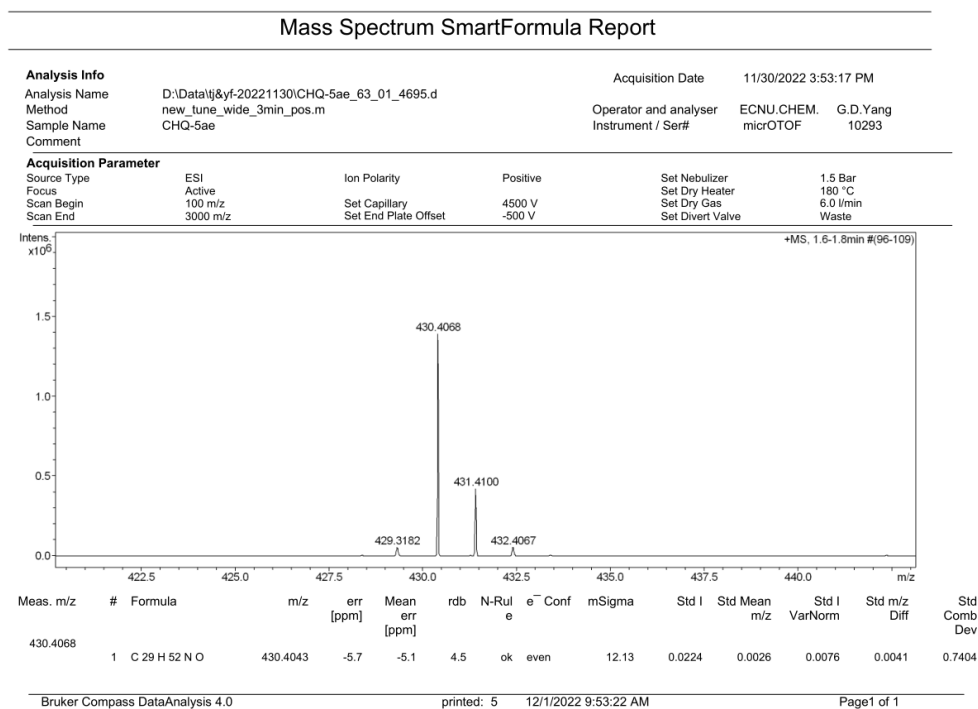 Mass Spectrum SmartFormula Report
Analysis Info
Acquisition Date 11/30/2022 3:53:17 PM
Analysis Name D:\Data\tj&yf-20221130\CHQ-5ae_63_01_4695.d
Method new_tune_wide_3min_pos.m Operator and analyser ECNU.CHEM. G.D.Yang
Sample Name CHQ-5ae Instrument / Ser# micrOTOF 10293
Comment
Acquisition Parameter
Source Type ESI Ion Polarity Positive Set Nebulizer 1.5 Bar
Focus Active Set Dry Heater 180 °C
Scan Begin 100 m/z Set Capillary 4500 V Set Dry Gas 6.0 l/min
Scan End 3000 m/z Set End Plate Offset -500 V Set Divert Valve Waste
Intens. +MS, 1.6-1.8min #(96-109)
x10⁶
1.5
430.4068
1.0
0.5
431.4100
429.3182 432.4067
0.0
422.5 425.0 427.5 430.0 432.5 435.0 437.5 440.0 m/z
Meas. m/z # Formula m/z err Mean rdb N-Rul e⁻ Conf mSigma Std I Std Mean Std I Std m/z Std
[ppm] err e m/z VarNorm Diff Comb
[ppm] Dev
430.4068
1 C 29 H 52 N O 430.4043 -5.7 -5.1 4.5 ok even 12.13 0.0224 0.0026 0.0076 0.0041 0.7404
Bruker Compass DataAnalysis 4.0 printed: 5 12/1/2022 9:53:22 AM Page1 of 1